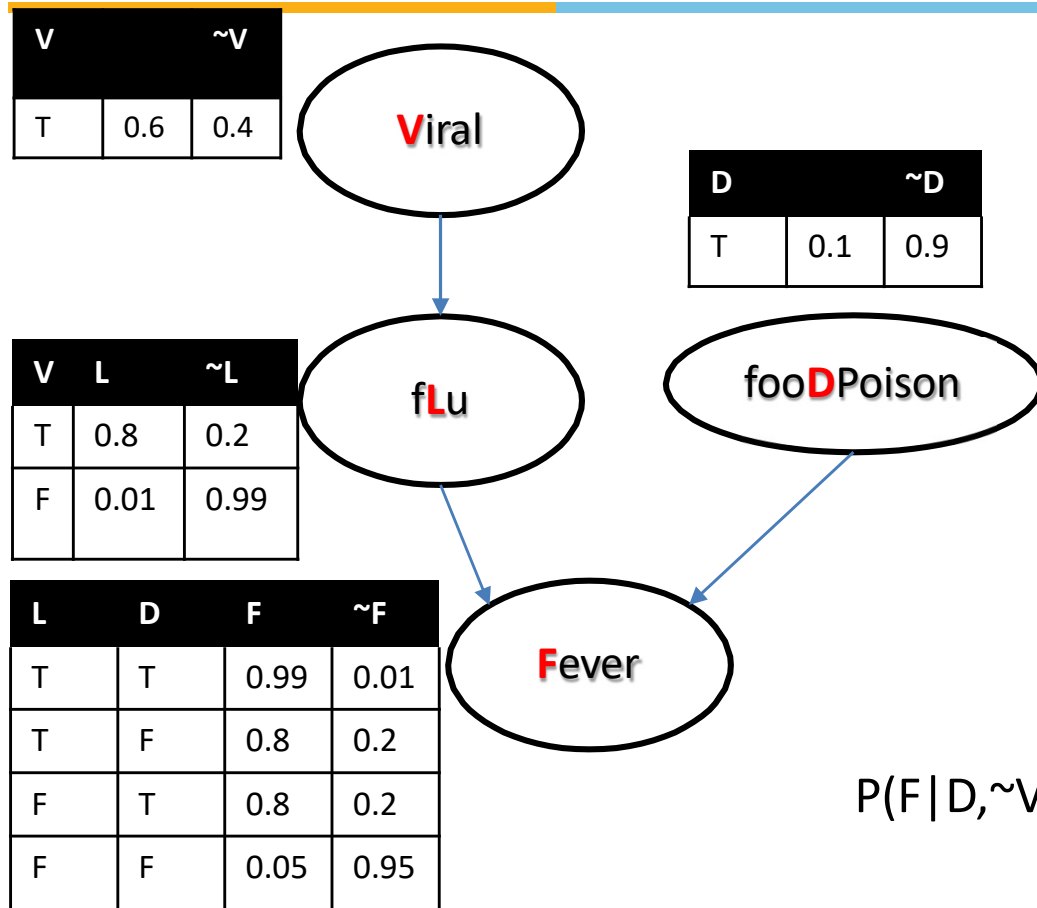 V ~V
T 0.6 0.4
Viral
D ~D
T 0.1 0.9
V L ~L
T 0.8 0.2
F 0.01 0.99
fLu
fooDPoison
L D F ~F
T T 0.99 0.01
T F 0.8 0.2
F T 0.8 0.2
F F 0.05 0.95
Fever
P(F|D,~V